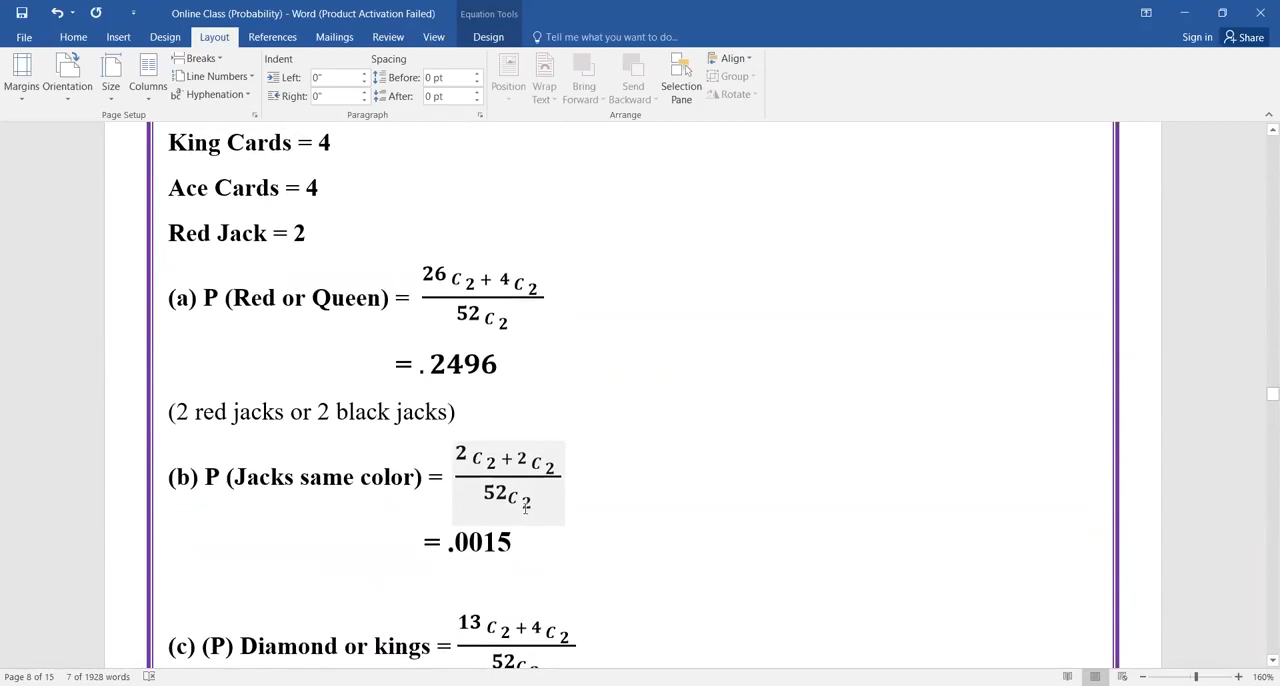 Online Class (Probability) - Word (Product Activation Failed)
Equation Tools
File Home Insert Design Layout References Mailings Review View Design Tell me what you want to do... Sign in Share
Margins Orientation Size Columns
Breaks
Line Numbers
Hyphenation
Page Setup
Indent Spacing
Left: 0" Before: 0 pt
Right: 0" After: 0 pt
Paragraph
Position Wrap Text Bring Forward Send Backward Selection Pane
Align
Group
Rotate
Arrange
King Cards = 4
Ace Cards = 4
Red Jack = 2
26 C 2 + 4 C 2
(a) P (Red or Queen) =
52 C 2
= . 2496
(2 red jacks or 2 black jacks)
2 C 2 + 2 C 2
(b) P (Jacks same color) =
52C 2
= .0015
13 C 2 + 4 C 2
(c) (P) Diamond or kings =
52C 2
Page 8 of 15 7 of 1928 words 160%